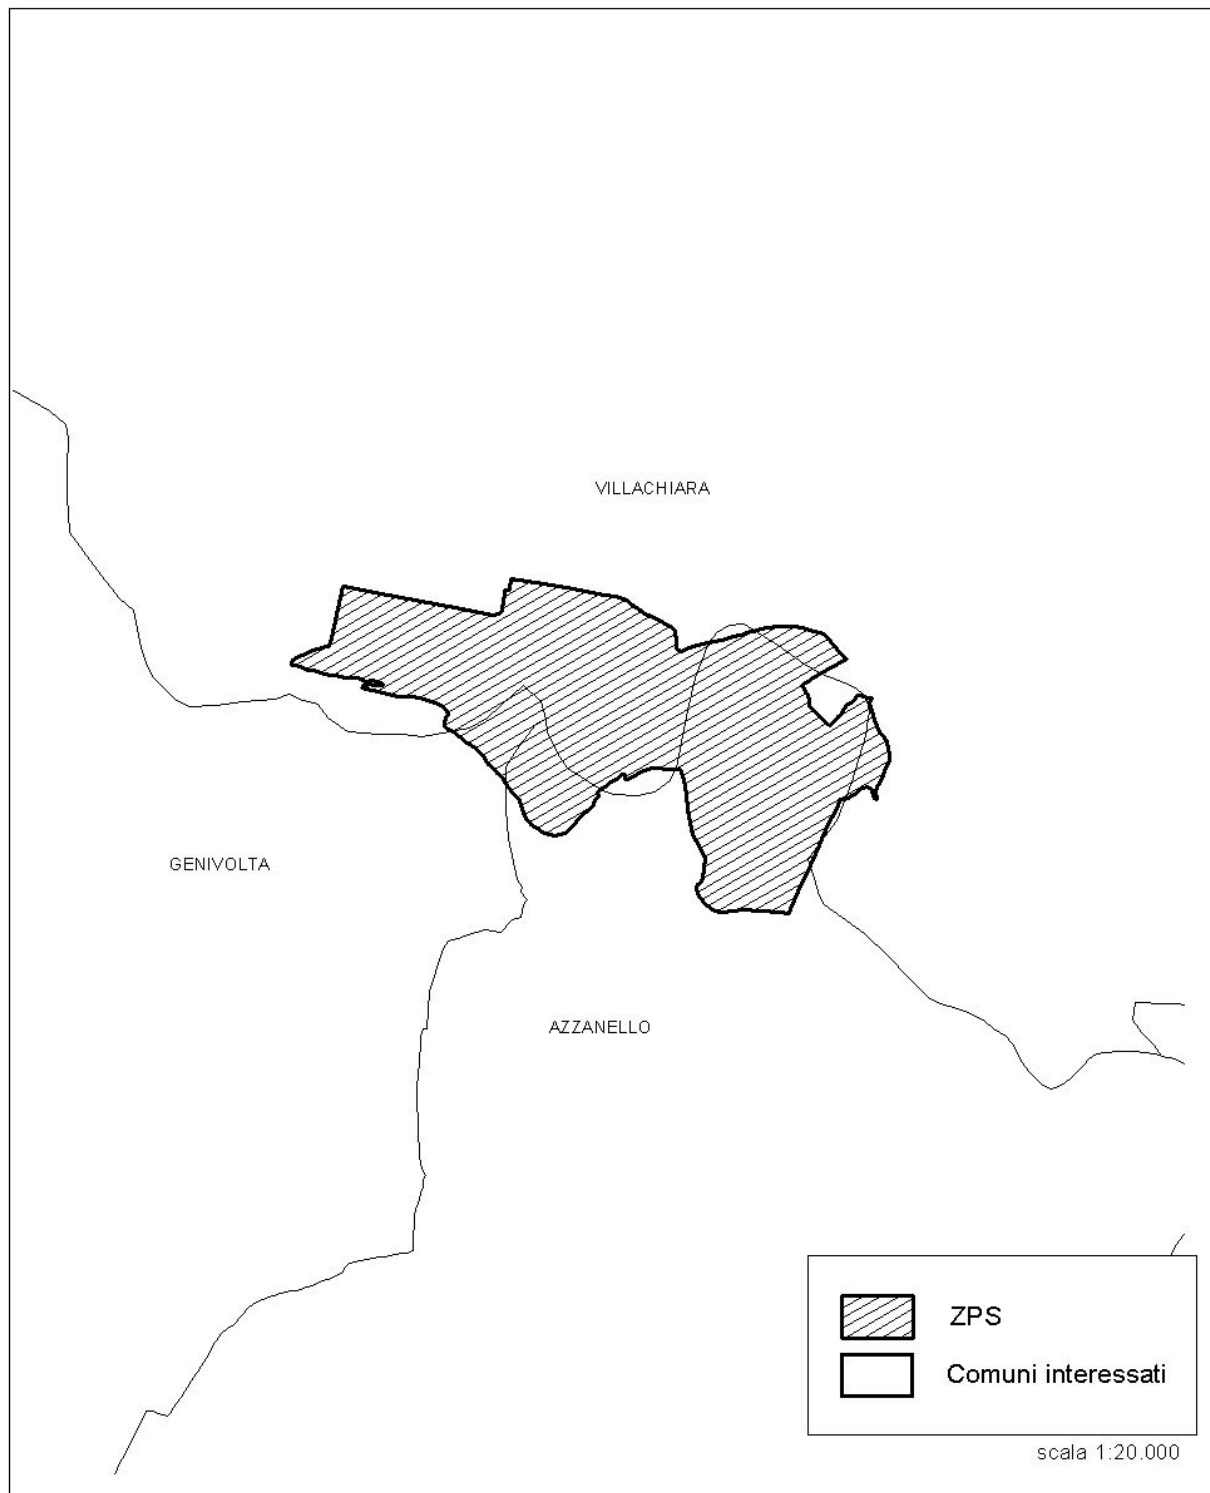 VILLACHIARA
GENIVOLTA
AZZANELLO
ZPS
Comuni interessati
scala 1:20.000